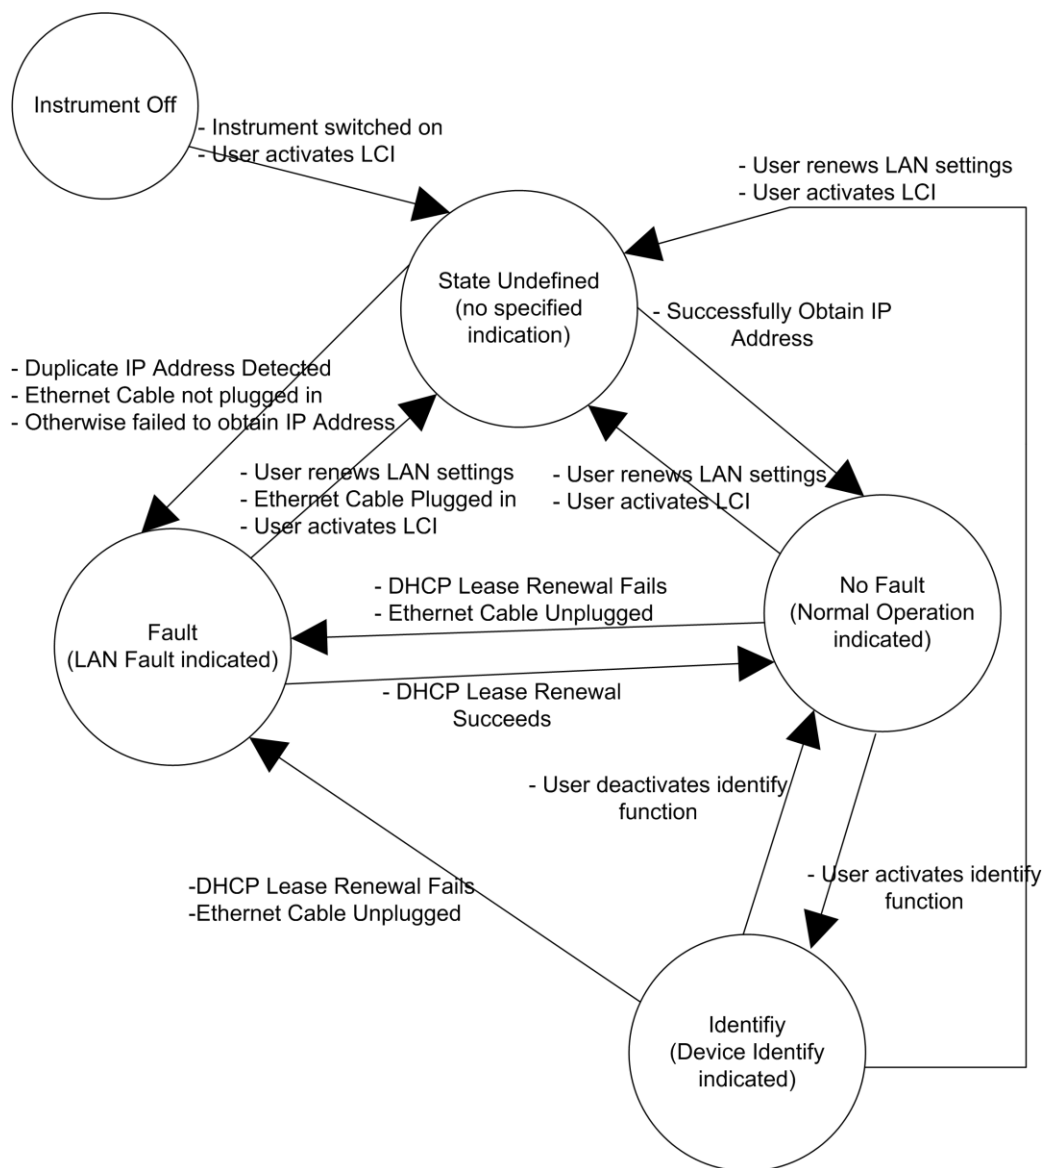 Instrument Off
- Instrument switched on
- User activates LCI
- User renews LAN settings
- User activates LCI
State Undefined
(no specified
indication)
- Successfully Obtain IP
Address
- Duplicate IP Address Detected
- Ethernet Cable not plugged in
- Otherwise failed to obtain IP Address
- User renews LAN settings
- Ethernet Cable Plugged in
- User activates LCI
- User renews LAN settings
- User activates LCI
- DHCP Lease Renewal Fails
- Ethernet Cable Unplugged
No Fault
(Normal Operation
indicated)
Fault
(LAN Fault indicated)
- DHCP Lease Renewal
Succeeds
- User deactivates identify
function
- User activates identify
function
-DHCP Lease Renewal Fails
-Ethernet Cable Unplugged
Identifiy
(Device Identify
indicated)